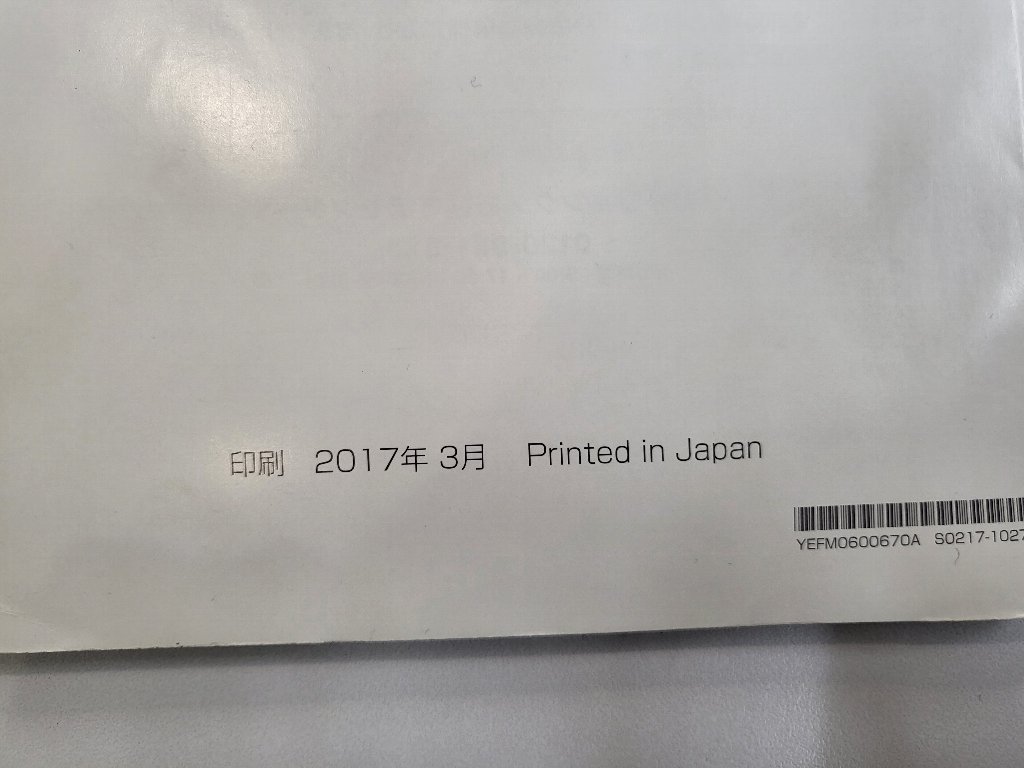 印刷 2017年 3月 Printed in Japan
YEFM0600670A S0217-1027